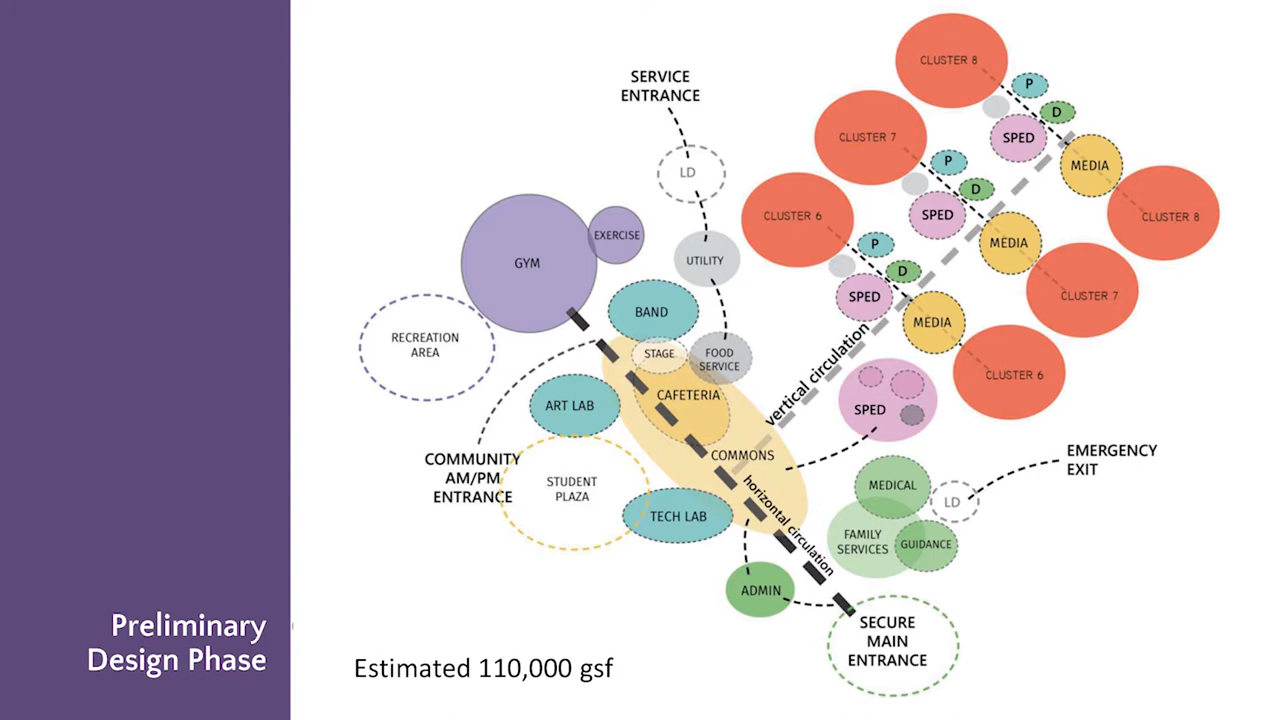 CLUSTER 8
SERVICE
ENTRANCE
P
D
CLUSTER 7
SPED
MEDIA
P
LD
D
CLUSTER 6
SPED
CLUSTER 8
EXERCISE
P
MEDIA
UTILITY
GYM
D
SPED
CLUSTER 7
BAND
MEDIA
RECREATION
AREA
STAGE
FOOD
SERVICE
vertical circulation
CLUSTER 6
CAFETERIA
ART LAB
SPED
COMMONS
EMERGENCY
EXIT
COMMUNITY
AM/PM
ENTRANCE
STUDENT
PLAZA
MEDICAL
LD
TECH LAB
horizontal circulation
FAMILY
SERVICES
GUIDANCE
ADMIN
SECURE
MAIN
ENTRANCE
Preliminary
Design Phase
Estimated 110,000 gsf